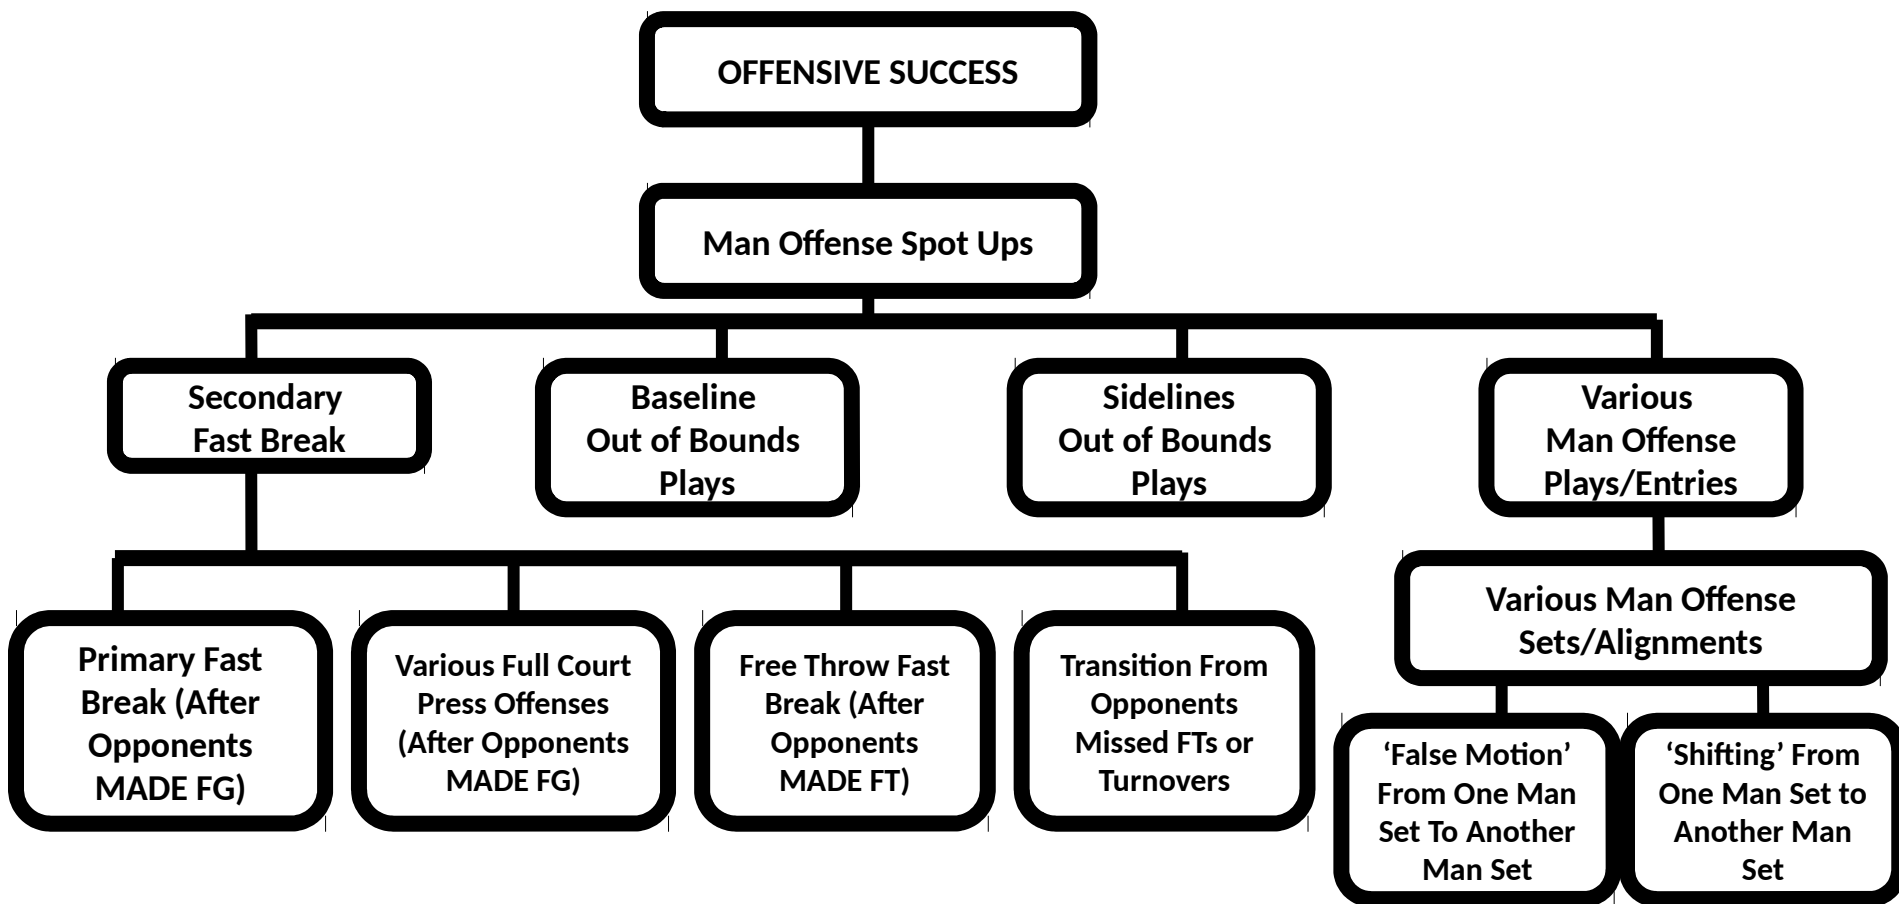 OFFENSIVE SUCCESS
Man Offense Spot Ups
Secondary
Fast Break
Baseline
Out of Bounds
Plays
Sidelines
Out of Bounds
Plays
Various
Man Offense
Plays/Entries
Various Man Offense
Sets/Alignments
Primary Fast
Break (After
Opponents
MADE FG)
Various Full Court
Press Offenses
(After Opponents
MADE FG)
Free Throw Fast
Break (After
Opponents
MADE FT)
Transition From
Opponents
Missed FTs or
Turnovers
‘False Motion’
From One Man
Set To Another
Man Set
‘Shifting’ From
One Man Set to
Another Man
Set